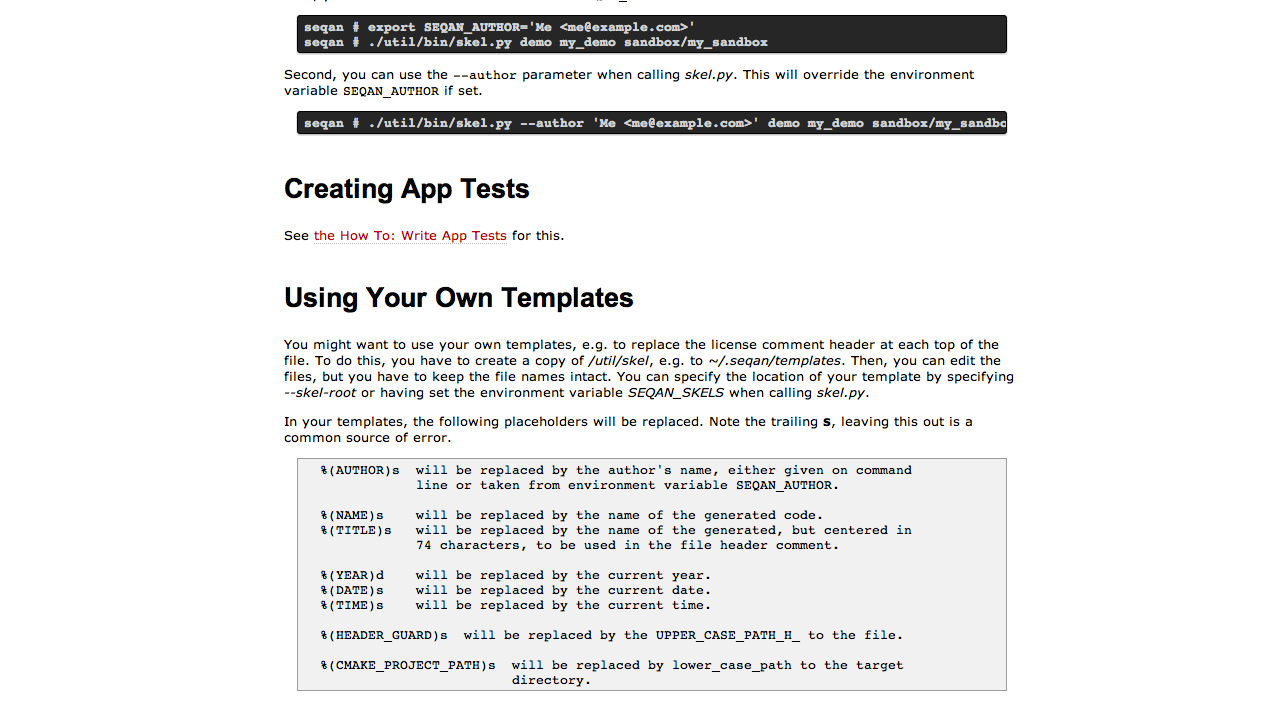 seqan # export SEQAN_AUTHOR='Me <me@example.com>'
seqan # ./util/bin/skel.py demo my_demo sandbox/my_sandbox
Second, you can use the --author parameter when calling skel.py. This will override the environment
variable SEQAN_AUTHOR if set.
seqan # ./util/bin/skel.py --author 'Me <me@example.com>' demo my_demo sandbox/my_sandbo
Creating App Tests
See the How To: Write App Tests for this.
Using Your Own Templates
You might want to use your own templates, e.g. to replace the license comment header at each top of the
file. To do this, you have to create a copy of /util/skel, e.g. to ~/.seqan/templates. Then, you can edit the
files, but you have to keep the file names intact. You can specify the location of your template by specifying
--skel-root or having set the environment variable SEQAN_SKELS when calling skel.py.
In your templates, the following placeholders will be replaced. Note the trailing s, leaving this out is a
common source of error.
%(AUTHOR)s will be replaced by the author's name, either given on command
line or taken from environment variable SEQAN_AUTHOR.
%(NAME)s will be replaced by the name of the generated code.
%(TITLE)s will be replaced by the name of the generated, but centered in
74 characters, to be used in the file header comment.
%(YEAR)d will be replaced by the current year.
%(DATE)s will be replaced by the current date.
%(TIME)s will be replaced by the current time.
%(HEADER_GUARD)s will be replaced by the UPPER_CASE_PATH_H_ to the file.
%(CMAKE_PROJECT_PATH)s will be replaced by lower_case_path to the target
directory.